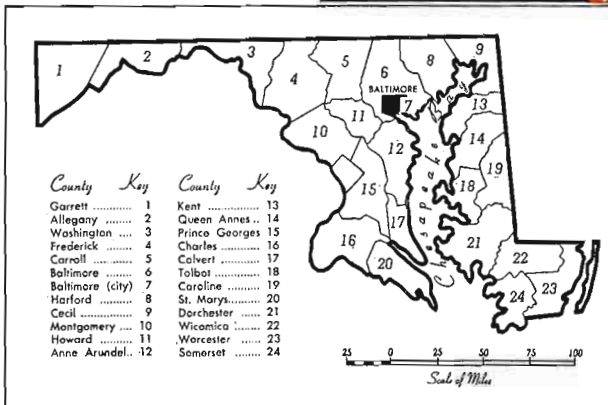 1
2
3
4
5
6
8
9
BALTIMORE
7
10
11
12
13
14
15
16
17
18
19
20
21
22
23
24
Chesapeake Bay
County Key County Key
Garrett ............ 1 Kent ............... 13
Allegany ........ 2 Queen Annes .. 14
Washington .... 3 Prince Georges 15
Frederick ........ 4 Charles ........... 16
Carroll ............ 5 Calvert ........... 17
Baltimore ........ 6 Talbot ............. 18
Baltimore (city) 7 Caroline .......... 19
Harford .......... 8 St. Marys......... 20
Cecil .............. 9 Dorchester ...... 21
Montgomery ... 10 Wicomico ....... 22
Howard .......... 11 Worcester ...... 23
Anne Arundel.. 12 Somerset ........ 24
25 0 25 50 75 100
Scale of Miles